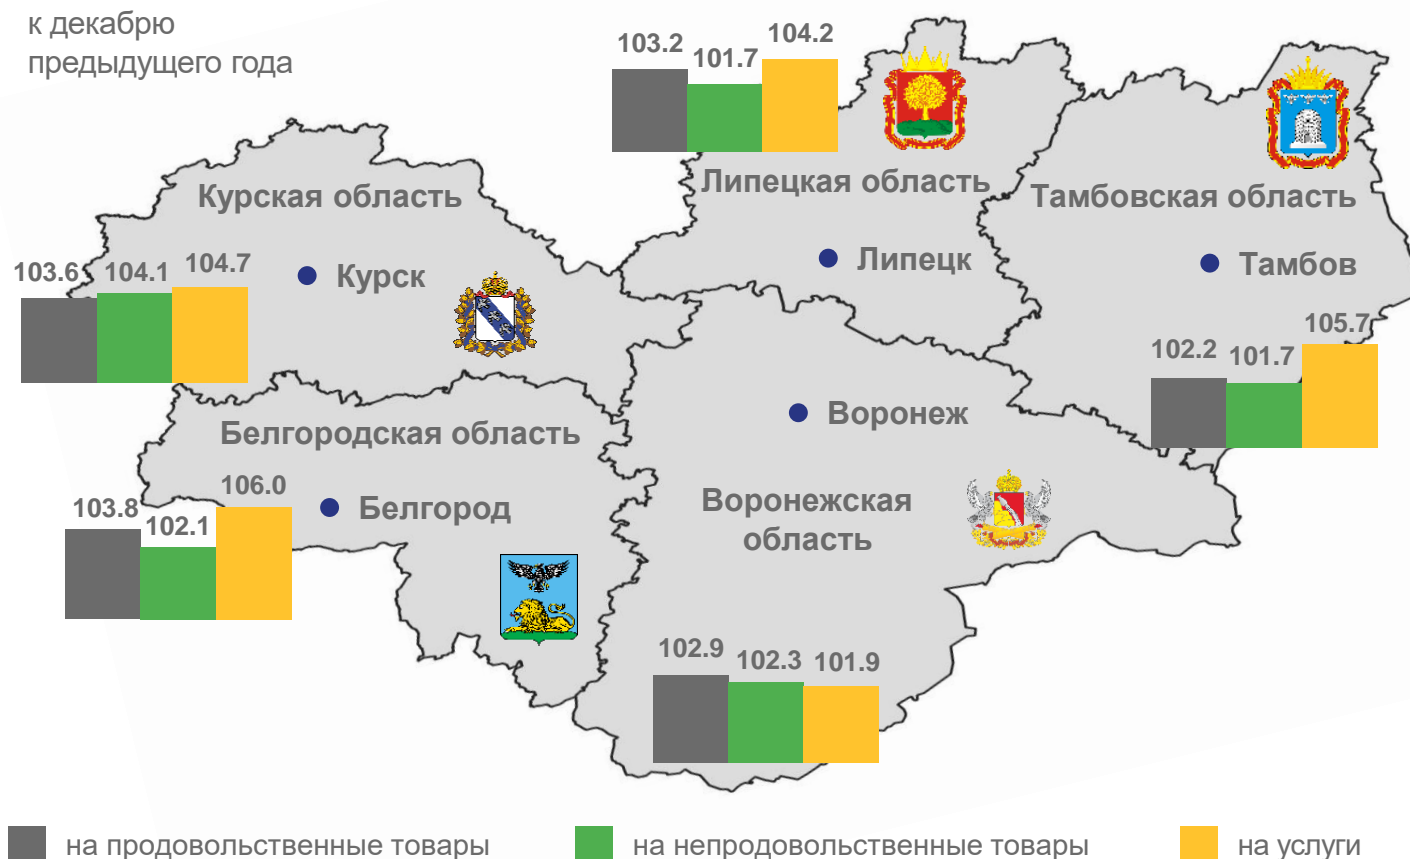 к декабрю
предыдущего года
103.2
101.7
104.2
Липецкая область
Липецк
Курская область
Курск
103.6
104.1
104.7
Тамбовская область
Тамбов
102.2
101.7
105.7
Белгородская область
Белгород
103.8
102.1
106.0
Воронеж
Воронежская
область
102.9
102.3
101.9
на продовольственные товары
на непродовольственные товары
на услуги